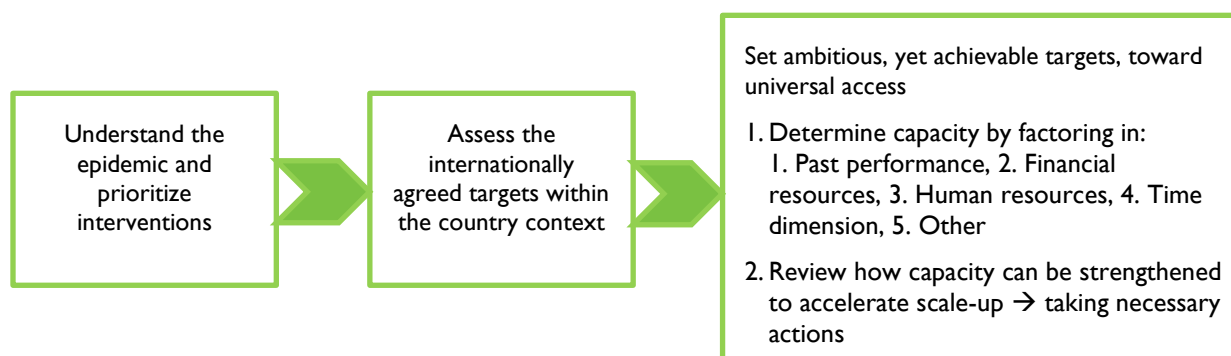 Understand the
epidemic and
prioritize
interventions
Assess the
internationally
agreed targets within
the country context
Set ambitious, yet achievable targets, toward
universal access
1. Determine capacity by factoring in:
1. Past performance, 2. Financial
resources, 3. Human resources, 4. Time
dimension, 5. Other
2. Review how capacity can be strengthened
to accelerate scale-up → taking necessary
actions